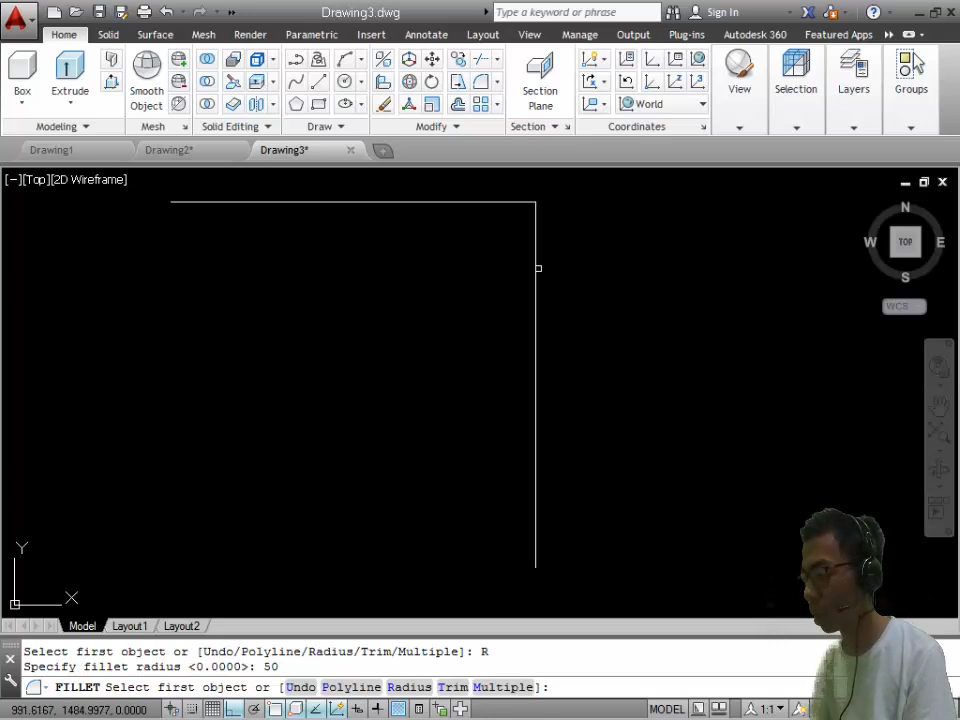 Drawing3.dwg
Type a keyword or phrase
Sign In
Home Solid Surface Mesh Render Parametric Insert Annotate Layout View Manage Output Plug-ins Autodesk 360 Featured Apps
Box
Extrude
Smooth
Object
Section
Plane
World
View
Selection
Layers
Groups
Modeling
Mesh
Solid Editing
Draw
Modify
Section
Coordinates
Drawing1
Drawing2*
Drawing3*
[−][Top][2D Wireframe]
N
W
TOP
E
S
WCS
Y
X
Model Layout1 Layout2
Select first object or [Undo/Polyline/Radius/Trim/Multiple]: R
Specify fillet radius <0.0000>: 50
FILLET Select first object or [Undo Polyline Radius Trim Multiple]:
991.6167, 1484.9977, 0.0000
MODEL
1:1